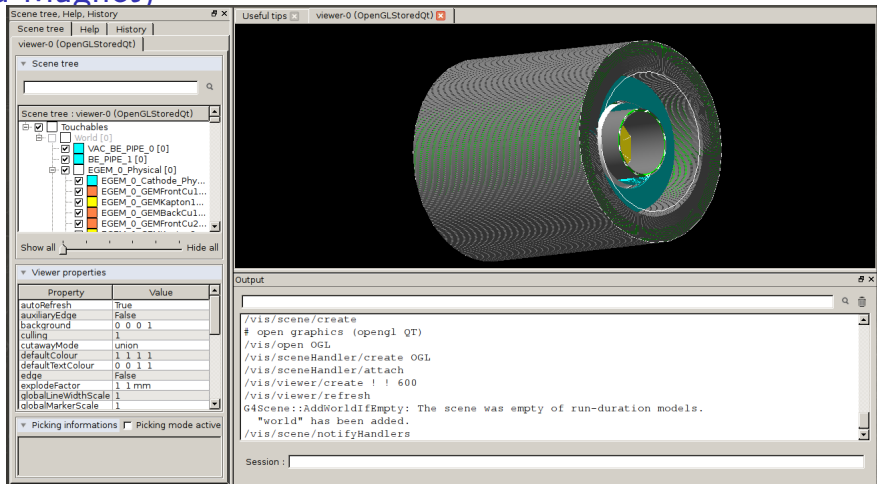 Scene tree, Help, History
Scene tree Help History
viewer-0 (OpenGLStoredQt)
Scene tree
Scene tree : viewer-0 (OpenGLStoredQt)
Touchables
World [0]
VAC_BE_PIPE_0 [0]
BE_PIPE_1 [0]
EGEM_0_Physical [0]
EGEM_0_Cathode_Phy...
EGEM_0_GEMFrontCu1...
EGEM_0_GEMKapton1...
EGEM_0_GEMBackCu1...
EGEM_0_GEMFrontCu2...
Show all Hide all
Viewer properties
Property Value
autoRefresh True
auxiliaryEdge False
background 0 0 0 1
culling 1
cutawayMode union
defaultColour 1 1 1 1
defaultTextColour 0 0 1 1
edge False
explodeFactor 1 1 mm
globalLineWidthScale 1
globalMarkerScale 1
Picking informations Picking mode active
Useful tips viewer-0 (OpenGLStoredQt)
Output
/vis/scene/create
# open graphics (opengl QT)
/vis/open OGL
/vis/sceneHandler/create OGL
/vis/sceneHandler/attach
/vis/viewer/create ! ! 600
/vis/viewer/refresh
G4Scene::AddWorldIfEmpty: The scene was empty of run-duration models.
"world" has been added.
/vis/scene/notifyHandlers
Session :